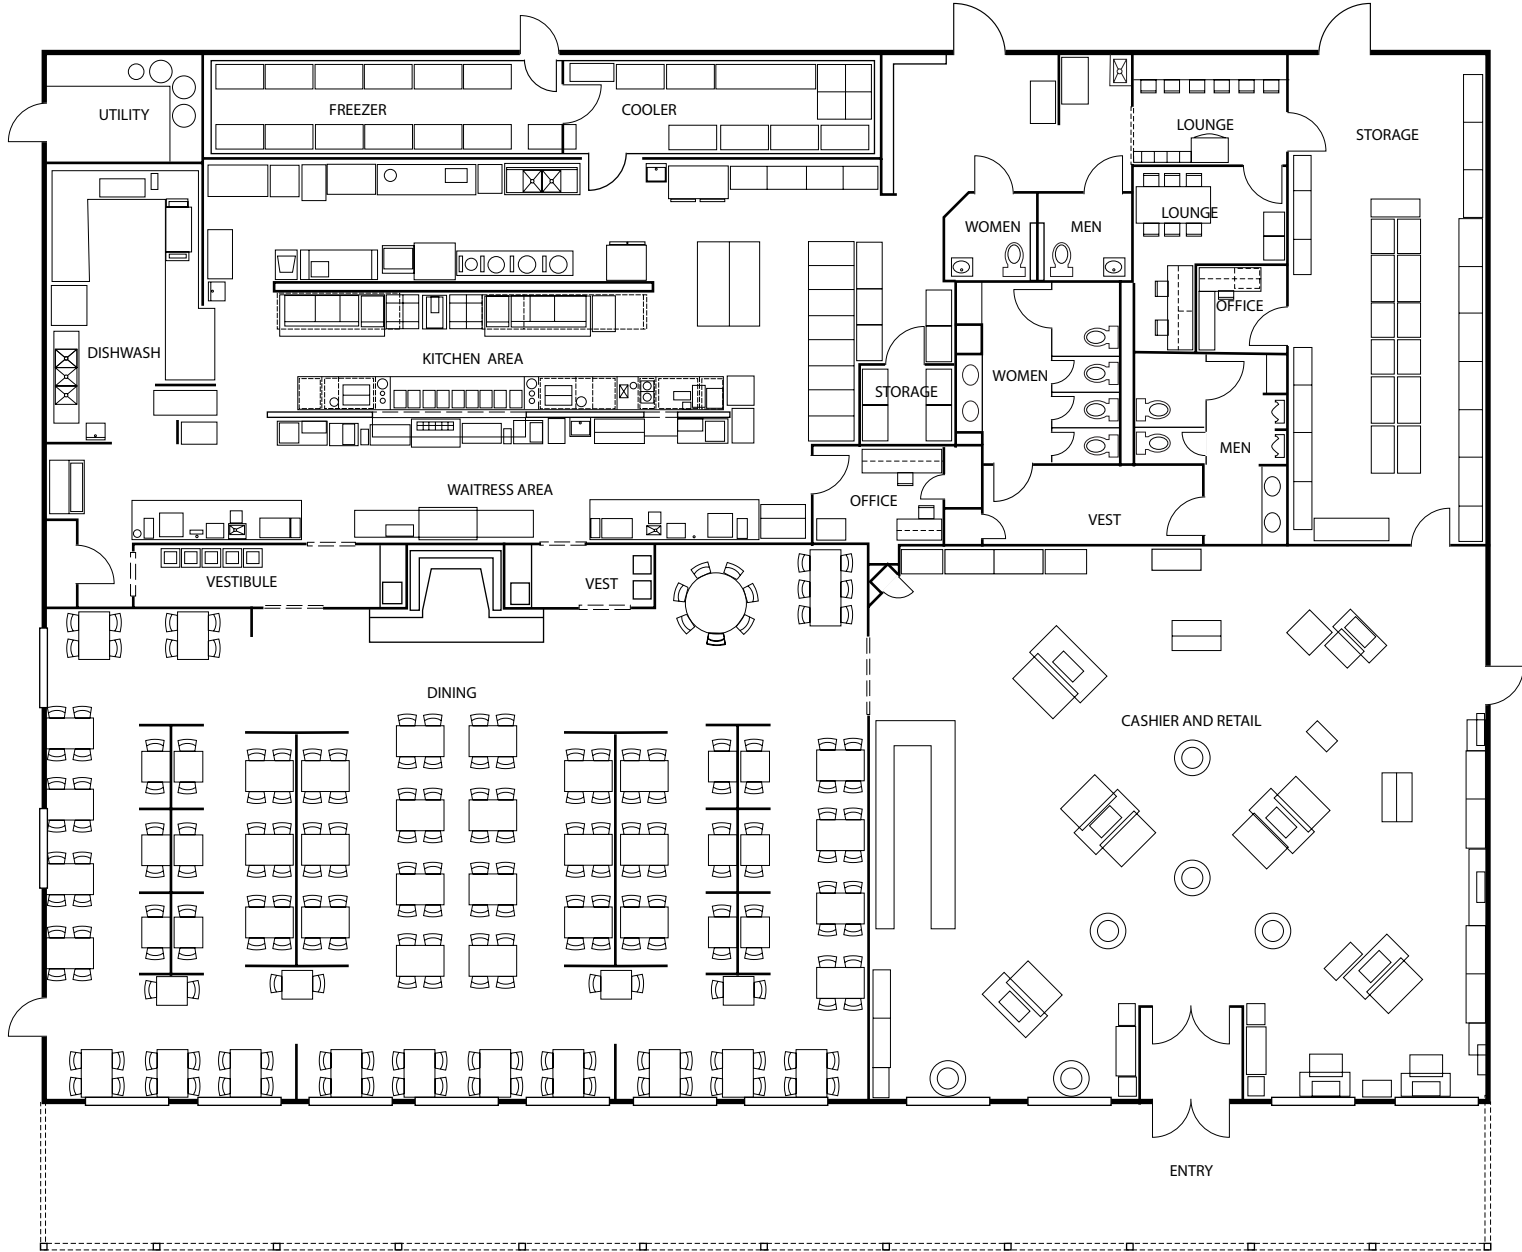 UTILITY
FREEZER
COOLER
LOUNGE
STORAGE
LOUNGE
WOMEN
MEN
OFFICE
DISHWASH
KITCHEN AREA
WOMEN
STORAGE
MEN
WAITRESS AREA
OFFICE
VEST
VESTIBULE
VEST
DINING
CASHIER AND RETAIL
ENTRY